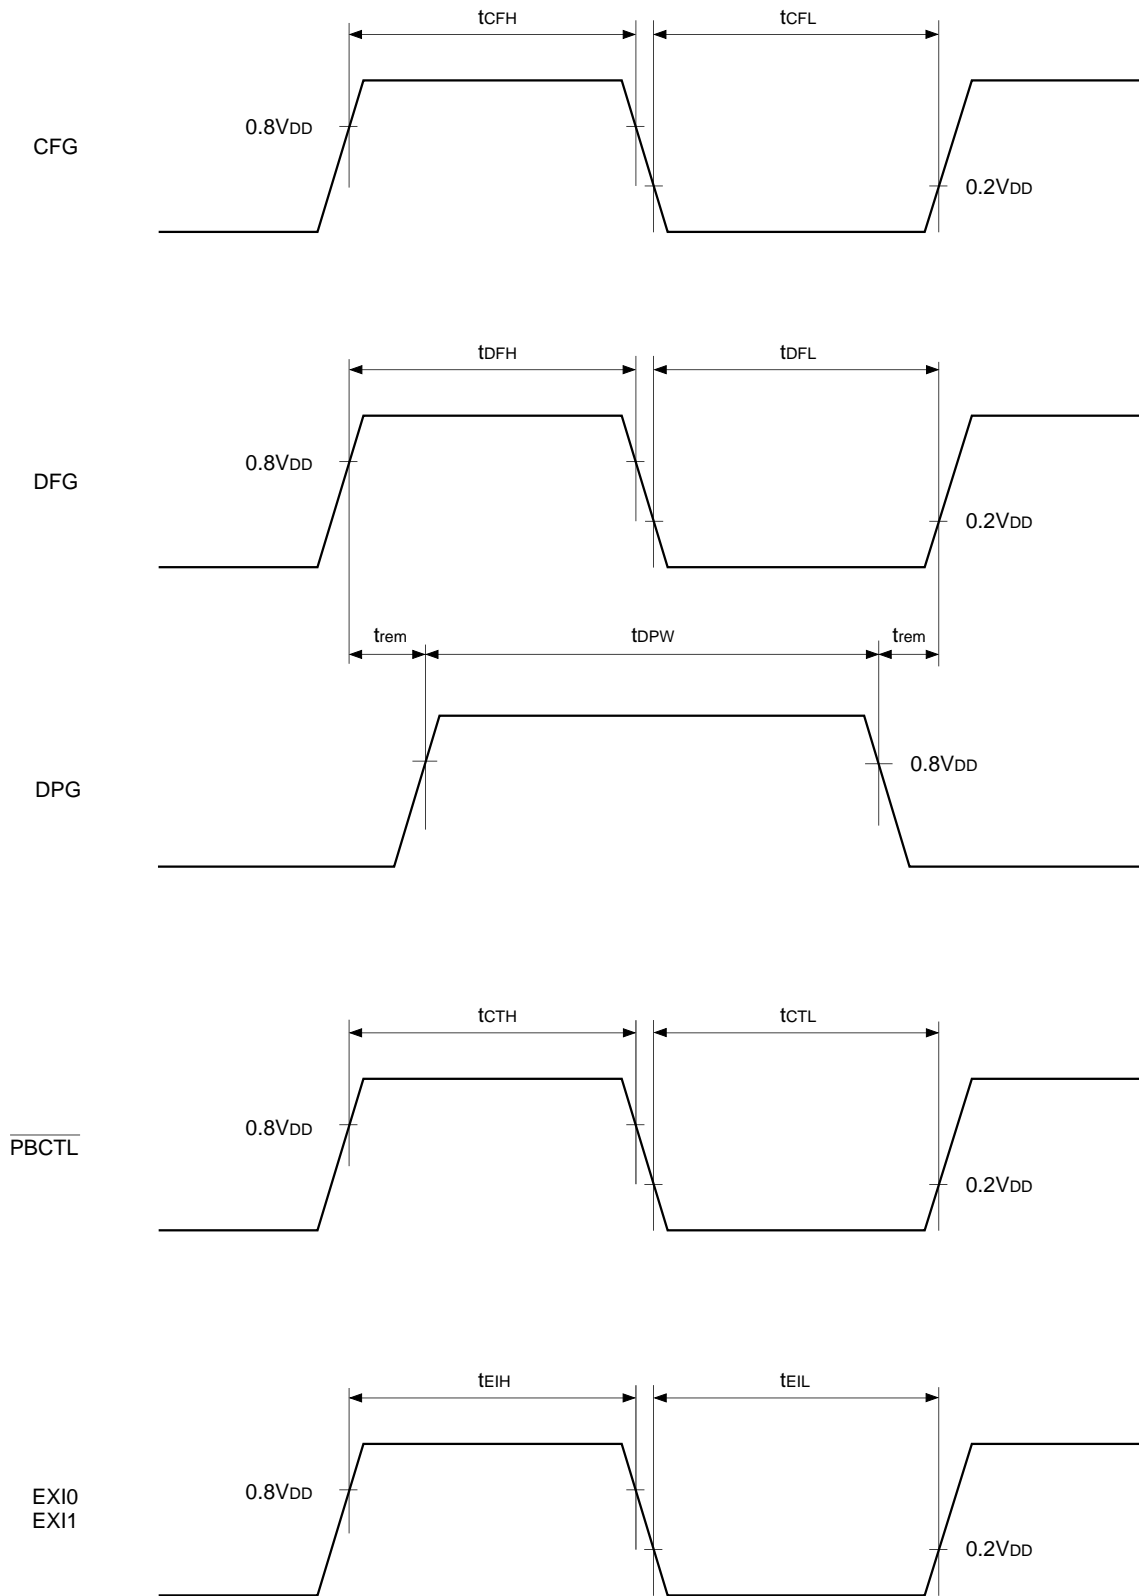 tCFH tCFL
0.8VDD
CFG
0.2VDD
tDFH tDFL
0.8VDD
DFG
0.2VDD
trem tDPW trem
0.8VDD
DPG
tCTH tCTL
0.8VDD
PBCTL
0.2VDD
tEIH tEIL
0.8VDD
EXI0
EXI1
0.2VDD